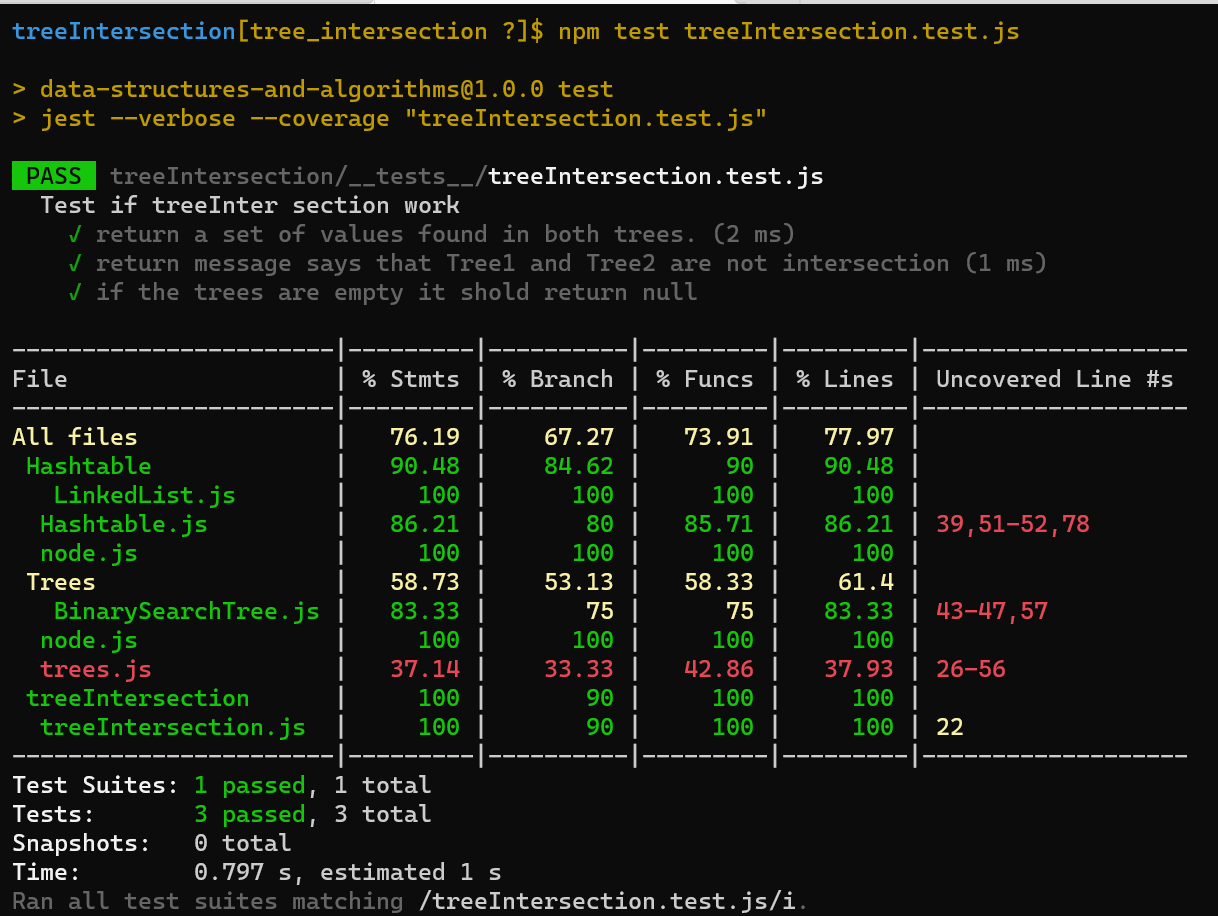 treeIntersection[tree_intersection ?]$ npm test treeIntersection.test.js
> data-structures-and-algorithms@1.0.0 test
> jest --verbose --coverage "treeIntersection.test.js"
PASS treeIntersection/__tests__/treeIntersection.test.js
Test if treeInter section work
√ return a set of values found in both trees. (2 ms)
√ return message says that Tree1 and Tree2 are not intersection (1 ms)
√ if the trees are empty it shold return null
-----------------------|---------|----------|---------|---------|-------------------
File | % Stmts | % Branch | % Funcs | % Lines | Uncovered Line #s
-----------------------|---------|----------|---------|---------|-------------------
All files | 76.19 | 67.27 | 73.91 | 77.97 |
Hashtable | 90.48 | 84.62 | 90 | 90.48 |
LinkedList.js | 100 | 100 | 100 | 100 |
Hashtable.js | 86.21 | 80 | 85.71 | 86.21 | 39,51-52,78
node.js | 100 | 100 | 100 | 100 |
Trees | 58.73 | 53.13 | 58.33 | 61.4 |
BinarySearchTree.js | 83.33 | 75 | 75 | 83.33 | 43-47,57
node.js | 100 | 100 | 100 | 100 |
trees.js | 37.14 | 33.33 | 42.86 | 37.93 | 26-56
treeIntersection | 100 | 90 | 100 | 100 |
treeIntersection.js | 100 | 90 | 100 | 100 | 22
-----------------------|---------|----------|---------|---------|-------------------
Test Suites: 1 passed, 1 total
Tests: 3 passed, 3 total
Snapshots: 0 total
Time: 0.797 s, estimated 1 s
Ran all test suites matching /treeIntersection.test.js/i.